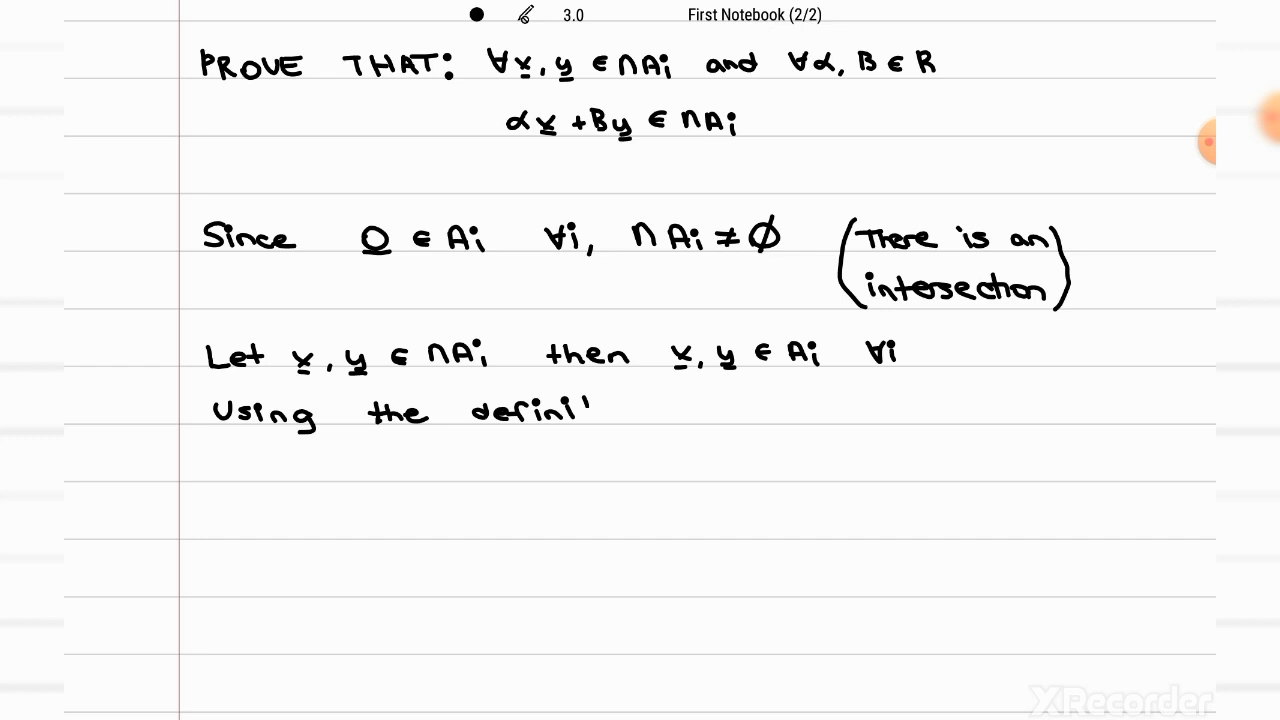 3.0 First Notebook (2/2)
PROVE THAT: ∀x, y ∈ ∩Ai and ∀α, B ∈ R
αx + By ∈ ∩Ai
Since 0 ∈ Ai ∀i, ∩Ai ≠ ∅ (There is an
intersection)
Let x, y ∈ ∩Ai then x, y ∈ Ai ∀i
Using the defini'
XRecorder